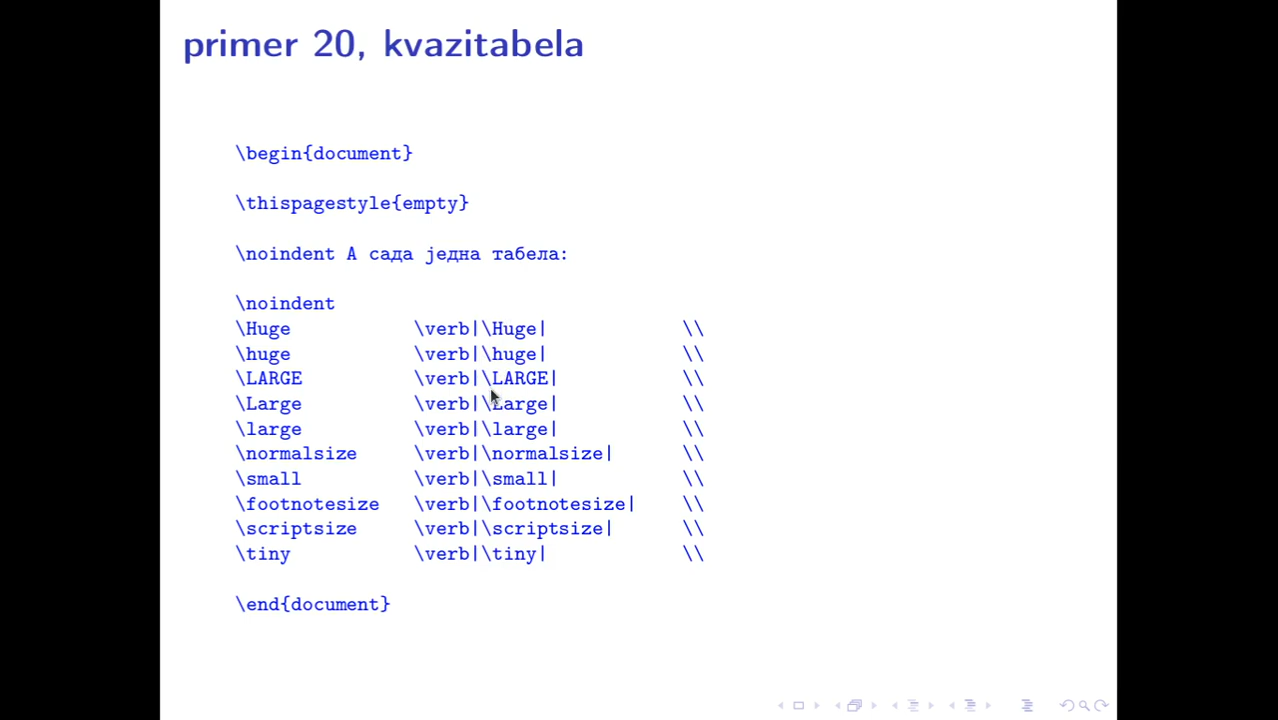 primer 20, kvazitabela
\begin{document}
\thispagestyle{empty}
\noindent А сада једна табела:
\noindent
\Huge \verb|\Huge| \\
\huge \verb|\huge| \\
\LARGE \verb|\LARGE| \\
\Large \verb|\Large| \\
\large \verb|\large| \\
\normalsize \verb|\normalsize| \\
\small \verb|\small| \\
\footnotesize \verb|\footnotesize| \\
\scriptsize \verb|\scriptsize| \\
\tiny \verb|\tiny| \\
\end{document}